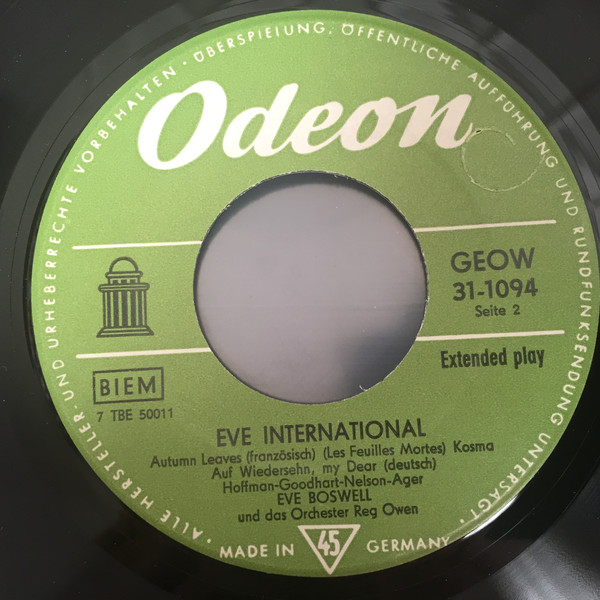 · ALLE HERSTELLER- UND URHEBERRECHTE VORBEHALTEN · ÜBERSPIELUNG, ÖFFENTLICHE AUFFÜHRUNG UND RUNDFUNKSENDUNG UNTERSAGT ·
Odeon
GEOW
31-1094
Seite 2
Extended play
BIEM
7 TBE 50011
EVE INTERNATIONAL
Autumn Leaves (französisch) (Les Feuilles Mortes) Kosma
Auf Wiedersehn, my Dear (deutsch)
Hoffman-Goodhart-Nelson-Ager
EVE BOSWELL
und das Orchester Reg Owen
MADE IN 45 GERMANY